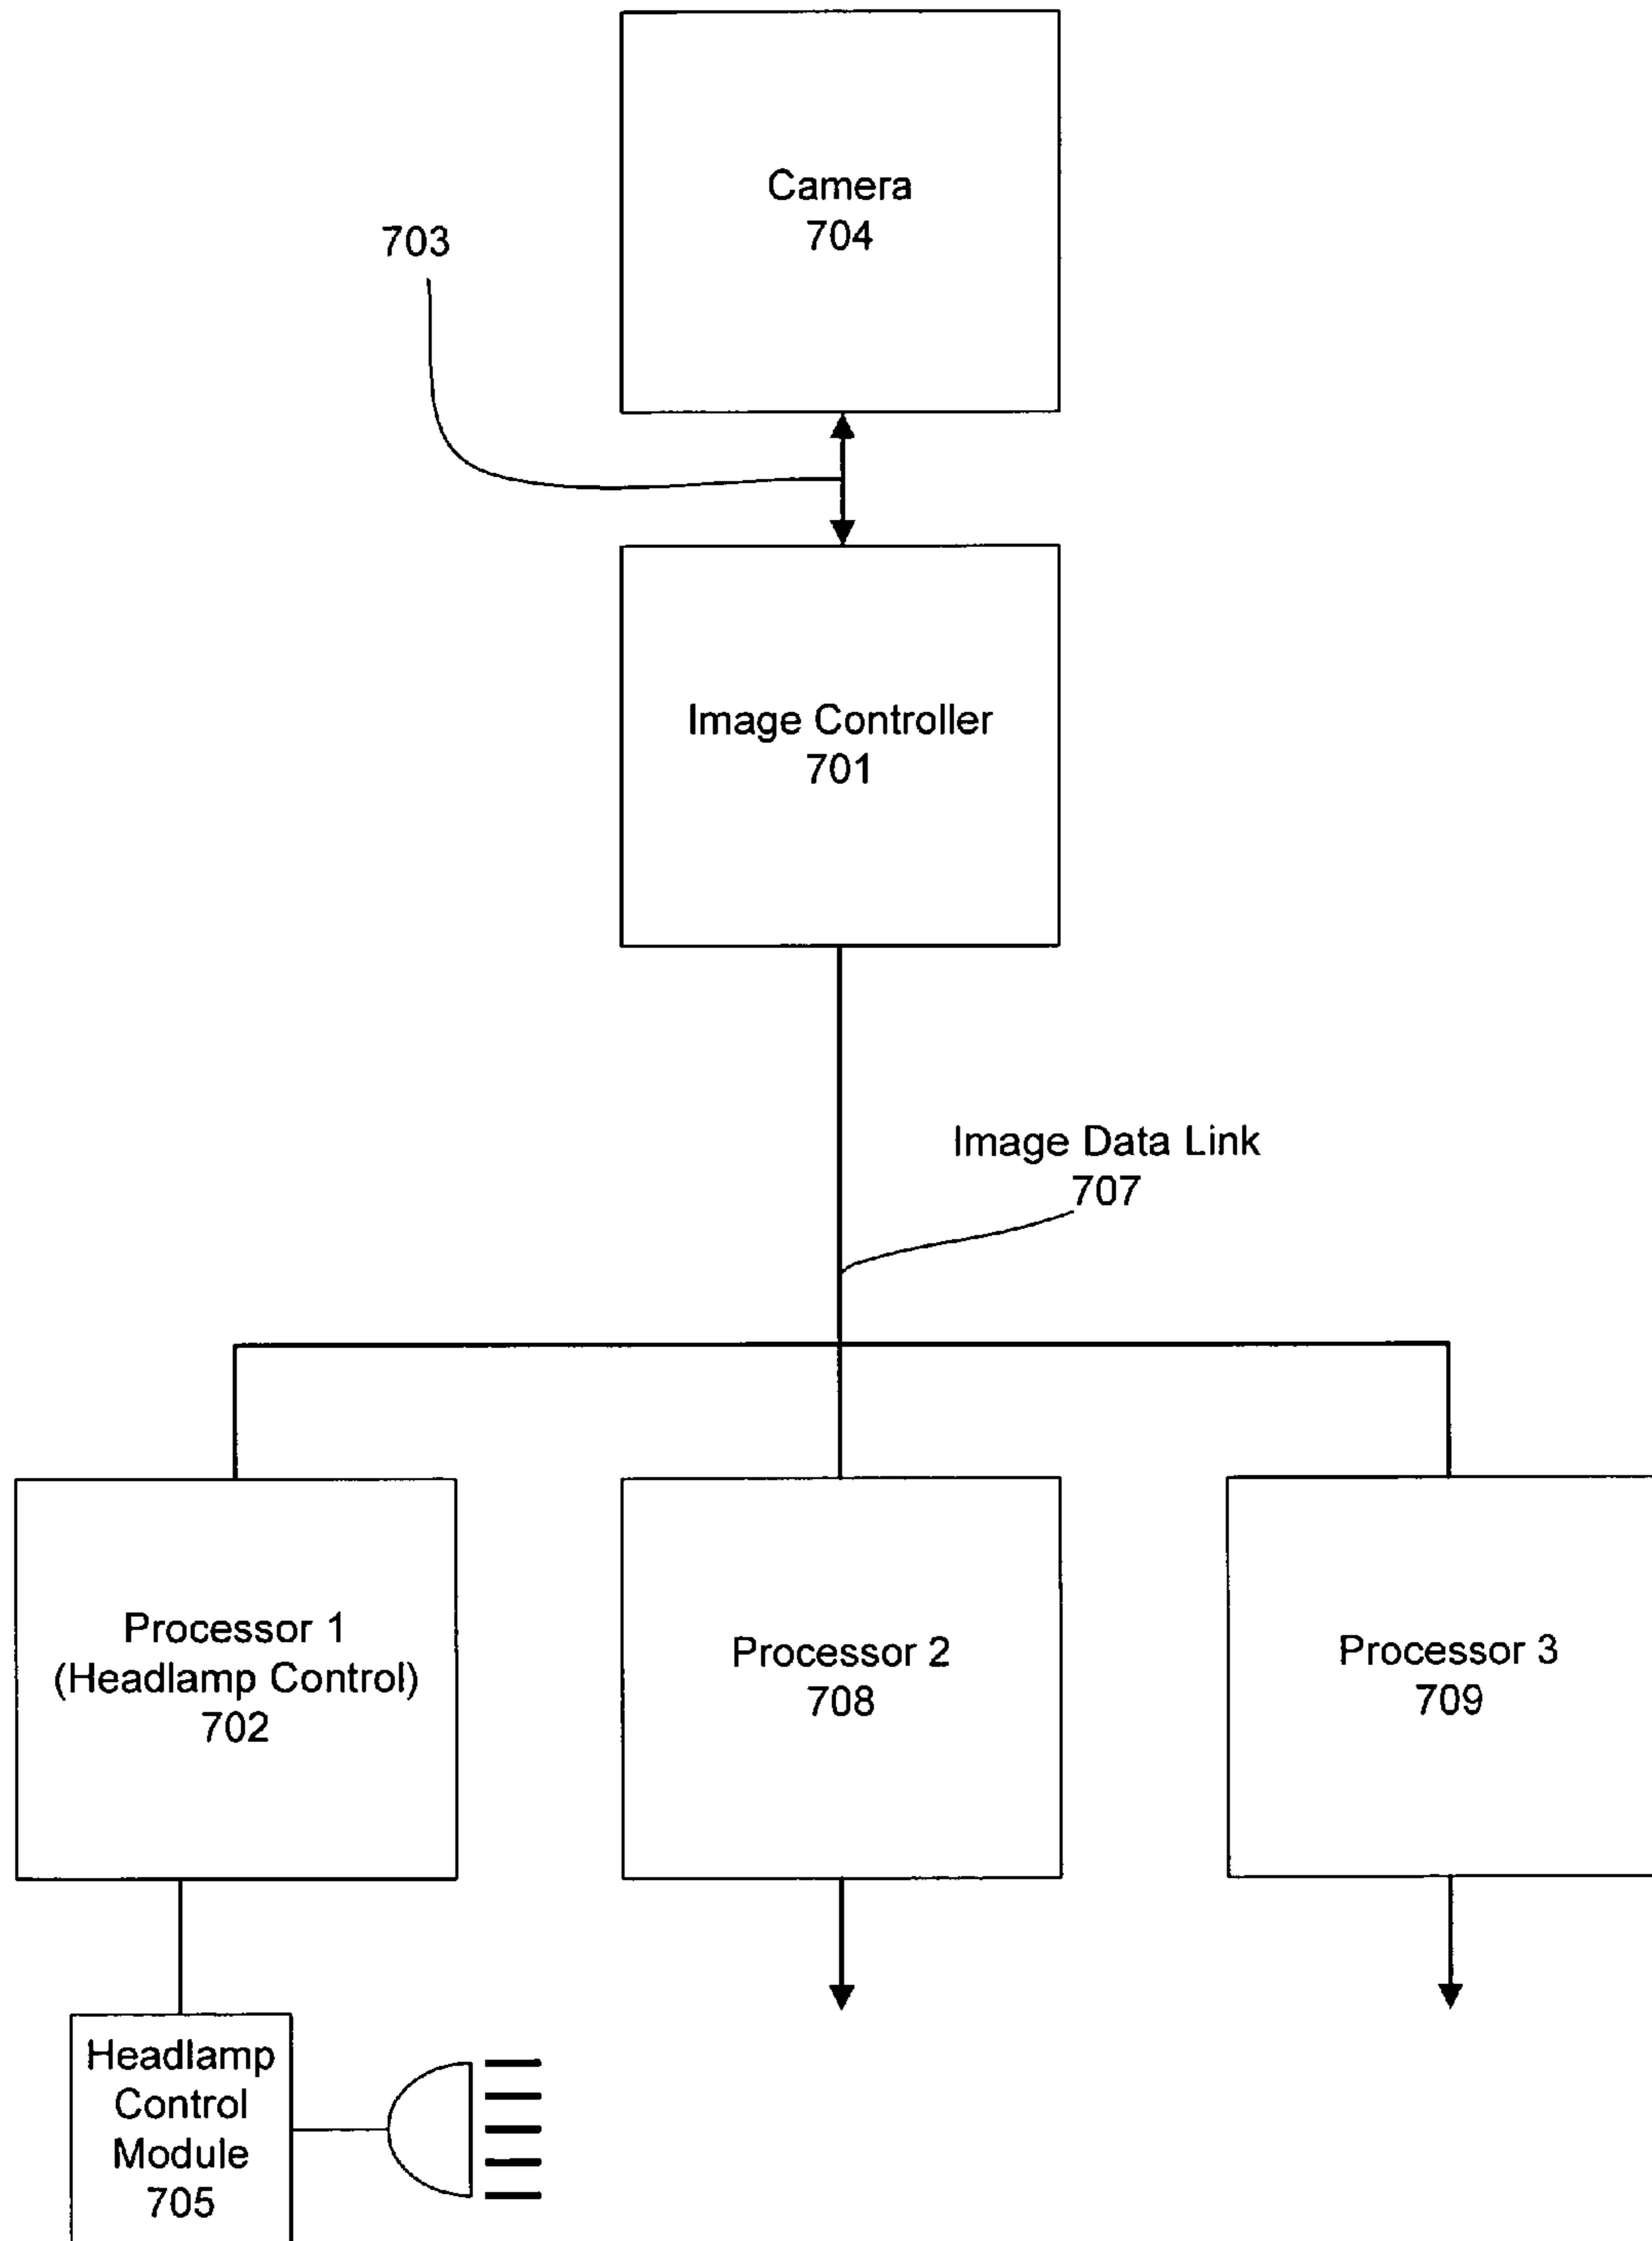 Camera
704
703
Image Controller
701
Image Data Link
707
Processor 1
(Headlamp Control)
702
Processor 2
708
Processor 3
709
Headlamp
Control
Module
705